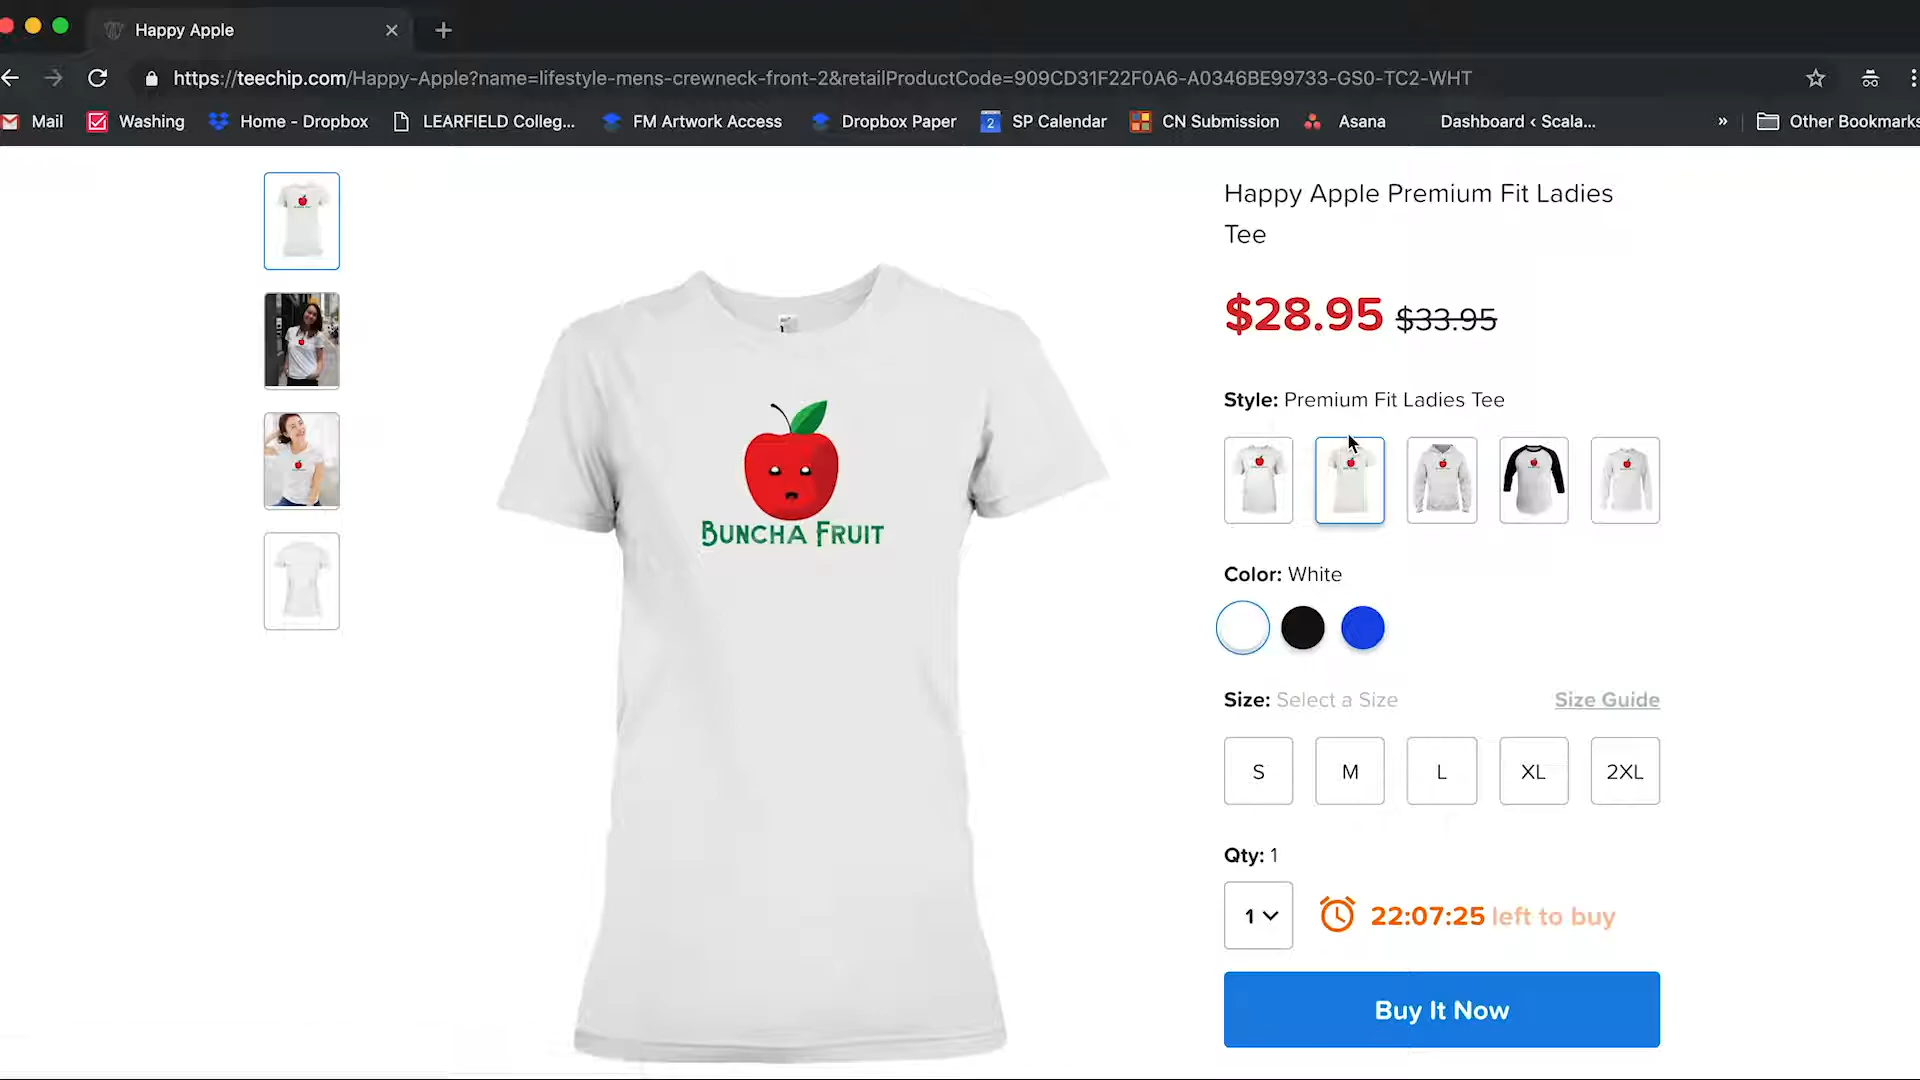 Happy Apple
https://teechip.com/Happy-Apple?name=lifestyle-mens-crewneck-front-2&retailProductCode=909CD31F22F0A6-A0346BE99733-GS0-TC2-WHT
Mail Washing Home - Dropbox LEARFIELD Colleg... FM Artwork Access Dropbox Paper 2 SP Calendar CN Submission Asana Dashboard ‹ Scala... » Other Bookmarks
Happy Apple Premium Fit Ladies
Tee
$28.95 $33.95
Style: Premium Fit Ladies Tee
BUNCHA FRUIT
Color: White
Size: Select a Size Size Guide
S M L XL 2XL
Qty: 1
1 22:07:25 left to buy
Buy It Now